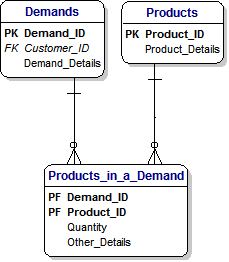 Demands
PK Demand_ID
FK Customer_ID
Demand_Details
Products
PK Product_ID
Product_Details
Products_in_a_Demand
PF Demand_ID
PF Product_ID
Quantity
Other_Details